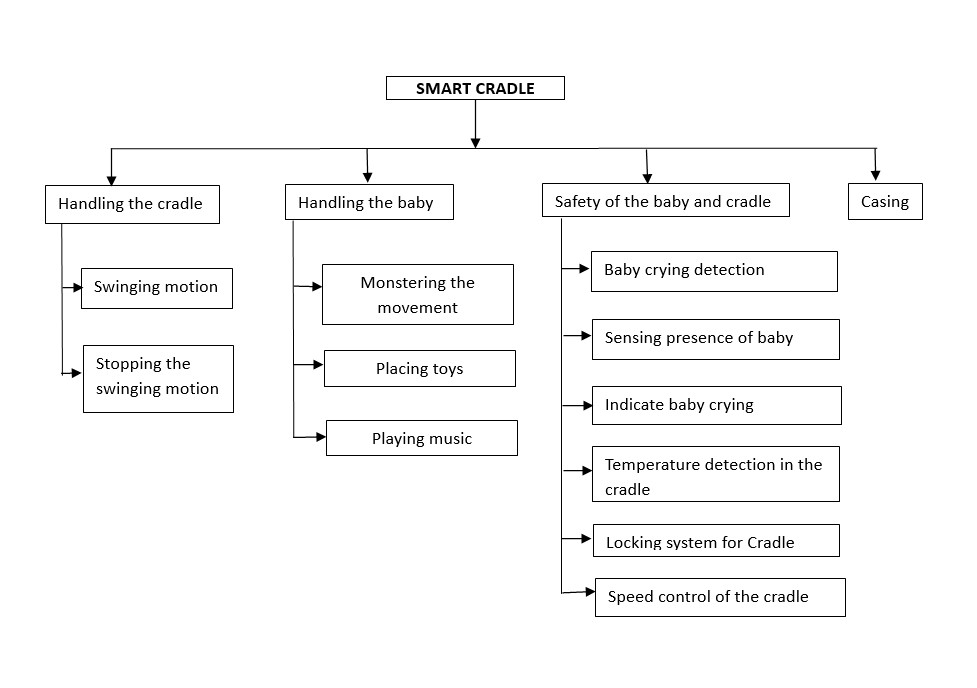 SMART CRADLE
Handling the cradle
Swinging motion
Stopping the
swinging motion
Handling the baby
Monstering the
movement
Placing toys
Playing music
Safety of the baby and cradle
Baby crying detection
Sensing presence of baby
Indicate baby crying
Temperature detection in the
cradle
Locking system for Cradle
Speed control of the cradle
Casing